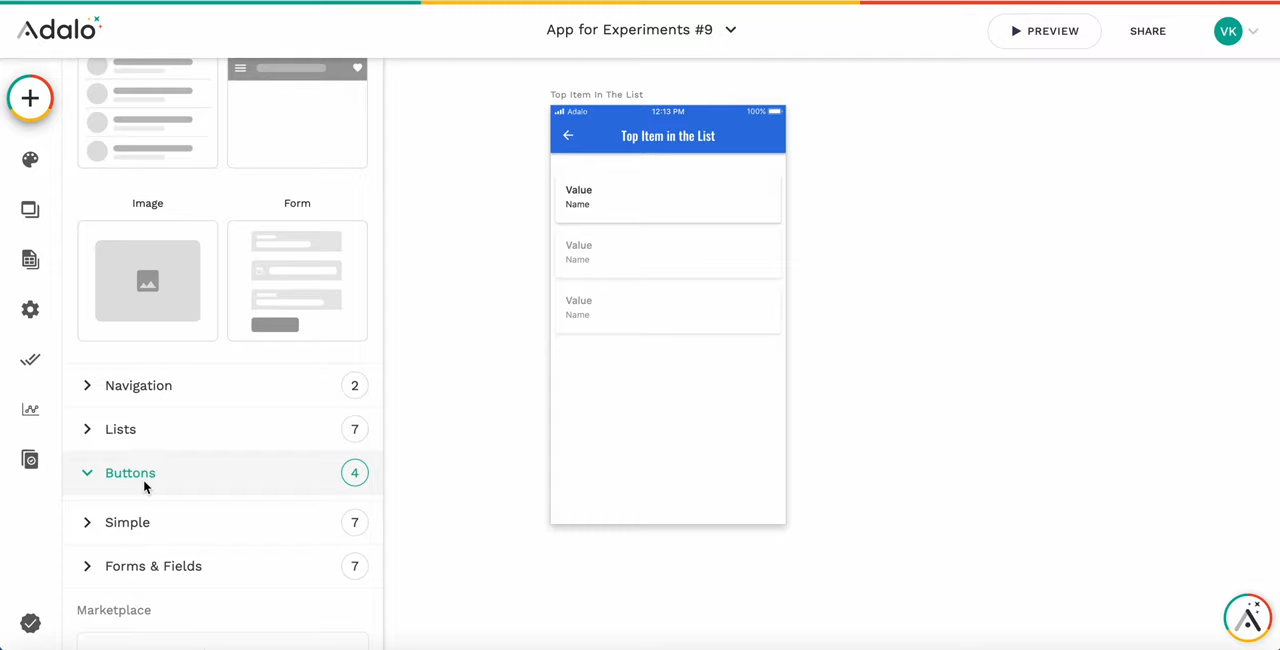 Adalo
App for Experiments #9
PREVIEW
SHARE
VK
Image
Form
Navigation
2
Lists
7
Buttons
4
Simple
7
Forms & Fields
7
Marketplace
Top Item In The List
Adalo
12:13 PM
100%
Top Item in the List
Value
Name
Value
Name
Value
Name